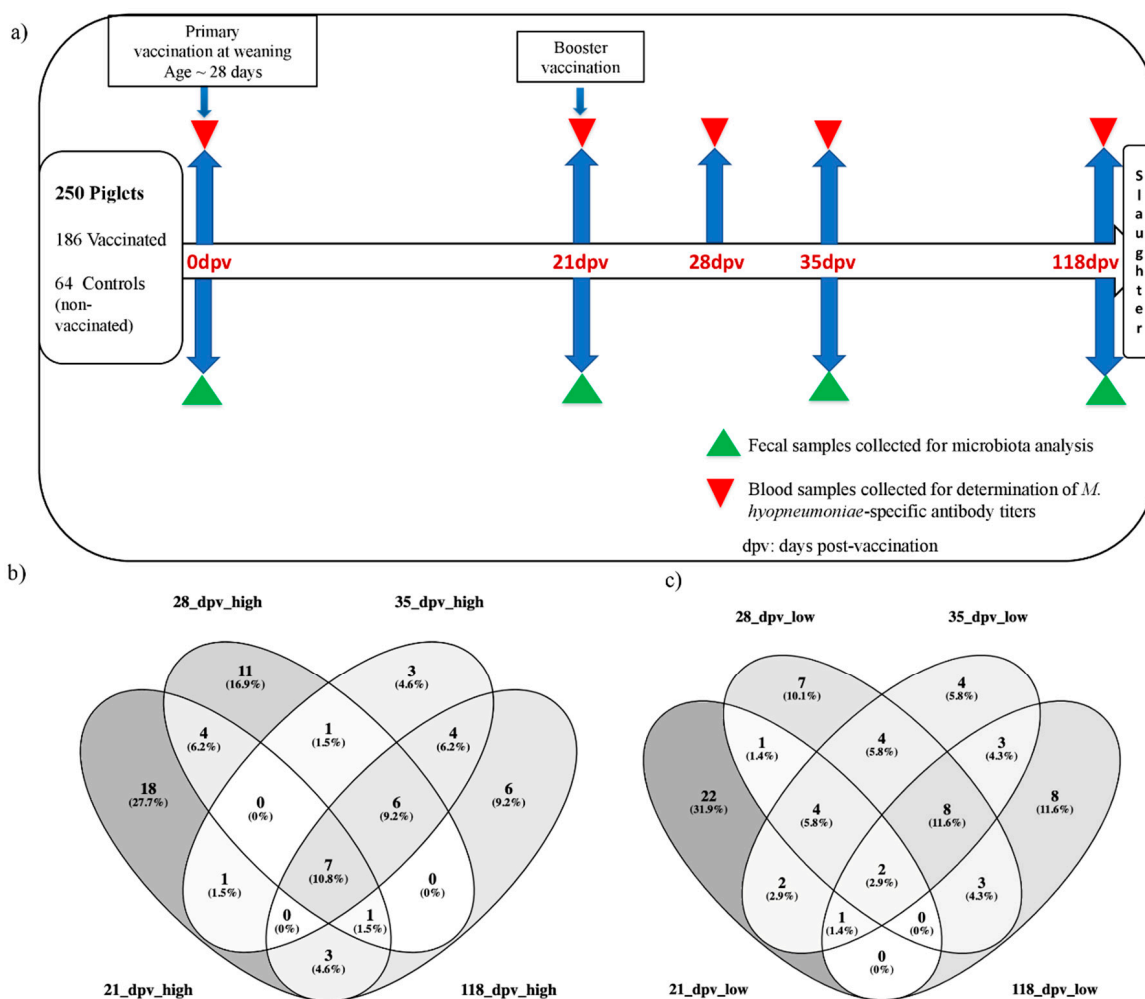 a)
Primary
vaccination at weaning
Age ~ 28 days
Booster
vaccination
250 Piglets
186 Vaccinated
64 Controls
(non-
vaccinated)
0dpv
21dpv
28dpv
35dpv
118dpv
Slaughter
Fecal samples collected for microbiota analysis
Blood samples collected for determination of M.
hyopneumoniae-specific antibody titers
dpv: days post-vaccination
b)
28_dpv_high
35_dpv_high
11
(16.9%)
3
(4.6%)
4
(6.2%)
1
(1.5%)
4
(6.2%)
18
(27.7%)
0
(0%)
6
(9.2%)
6
(9.2%)
7
(10.8%)
1
(1.5%)
0
(0%)
0
(0%)
1
(1.5%)
3
(4.6%)
21_dpv_high
118_dpv_high
c)
28_dpv_low
35_dpv_low
7
(10.1%)
4
(5.8%)
1
(1.4%)
4
(5.8%)
3
(4.3%)
22
(31.9%)
4
(5.8%)
8
(11.6%)
8
(11.6%)
2
(2.9%)
2
(2.9%)
3
(4.3%)
1
(1.4%)
0
(0%)
0
(0%)
21_dpv_low
118_dpv_low